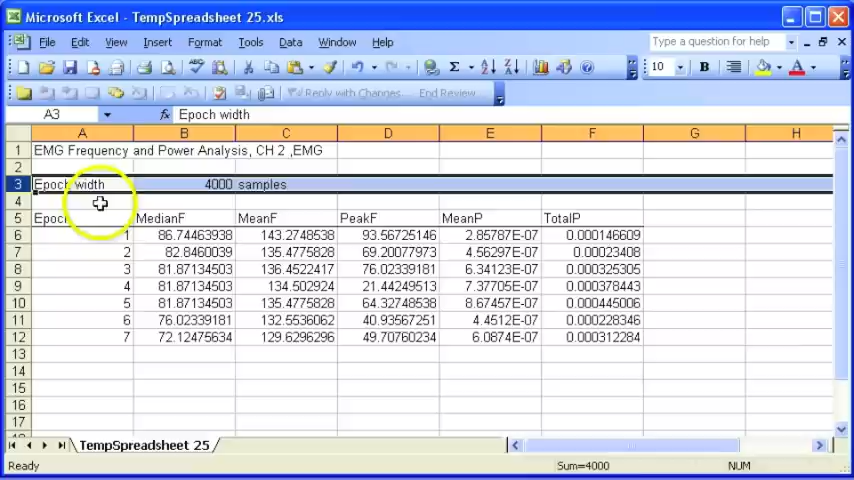 Microsoft Excel - TempSpreadsheet 25.xls
File Edit View Insert Format Tools Data Window Help Type a question for help
10 B A
Reply with Changes... End Review...
A3 fx Epoch width
A B C D E F G H
1 EMG Frequency and Power Analysis, CH 2 ,EMG
2
3 Epoch width 4000 samples
4
5 Epoch MedianF MeanF PeakF MeanP TotalP
6 1 86.74463938 143.2748538 93.56725146 2.85787E-07 0.000146609
7 2 82.8460039 135.4775828 69.20077973 4.56297E-07 0.00023408
8 3 81.87134503 136.4522417 76.02339181 6.34123E-07 0.000325305
9 4 81.87134503 134.502924 21.44249513 7.37705E-07 0.000378443
10 5 81.87134503 135.4775828 64.32748538 8.67457E-07 0.000445006
11 6 76.02339181 132.5536062 40.93567251 4.4512E-07 0.000228346
12 7 72.12475634 129.6296296 49.70760234 6.0874E-07 0.000312284
13
14
15
16
17
TempSpreadsheet 25
Ready Sum=4000 NUM